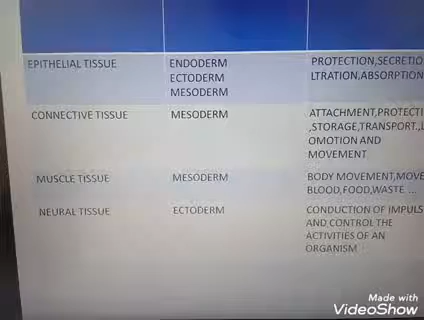 EPITHELIAL TISSUE ENDODERM PROTECTION,SECRETIO
ECTODERM LTRATION,ABSORPTION
MESODERM
CONNECTIVE TISSUE MESODERM ATTACHMENT,PROTECTI
,STORAGE,TRANSPORT.,L
OMOTION AND
MOVEMENT
MUSCLE TISSUE MESODERM BODY MOVEMENT,MOVE
BLOOD,FOOD,WASTE ...
NEURAL TISSUE ECTODERM CONDUCTION OF IMPULS
AND CONTROL THE
ACTIVITIES OF AN
ORGANISM
Made with
VideoShow